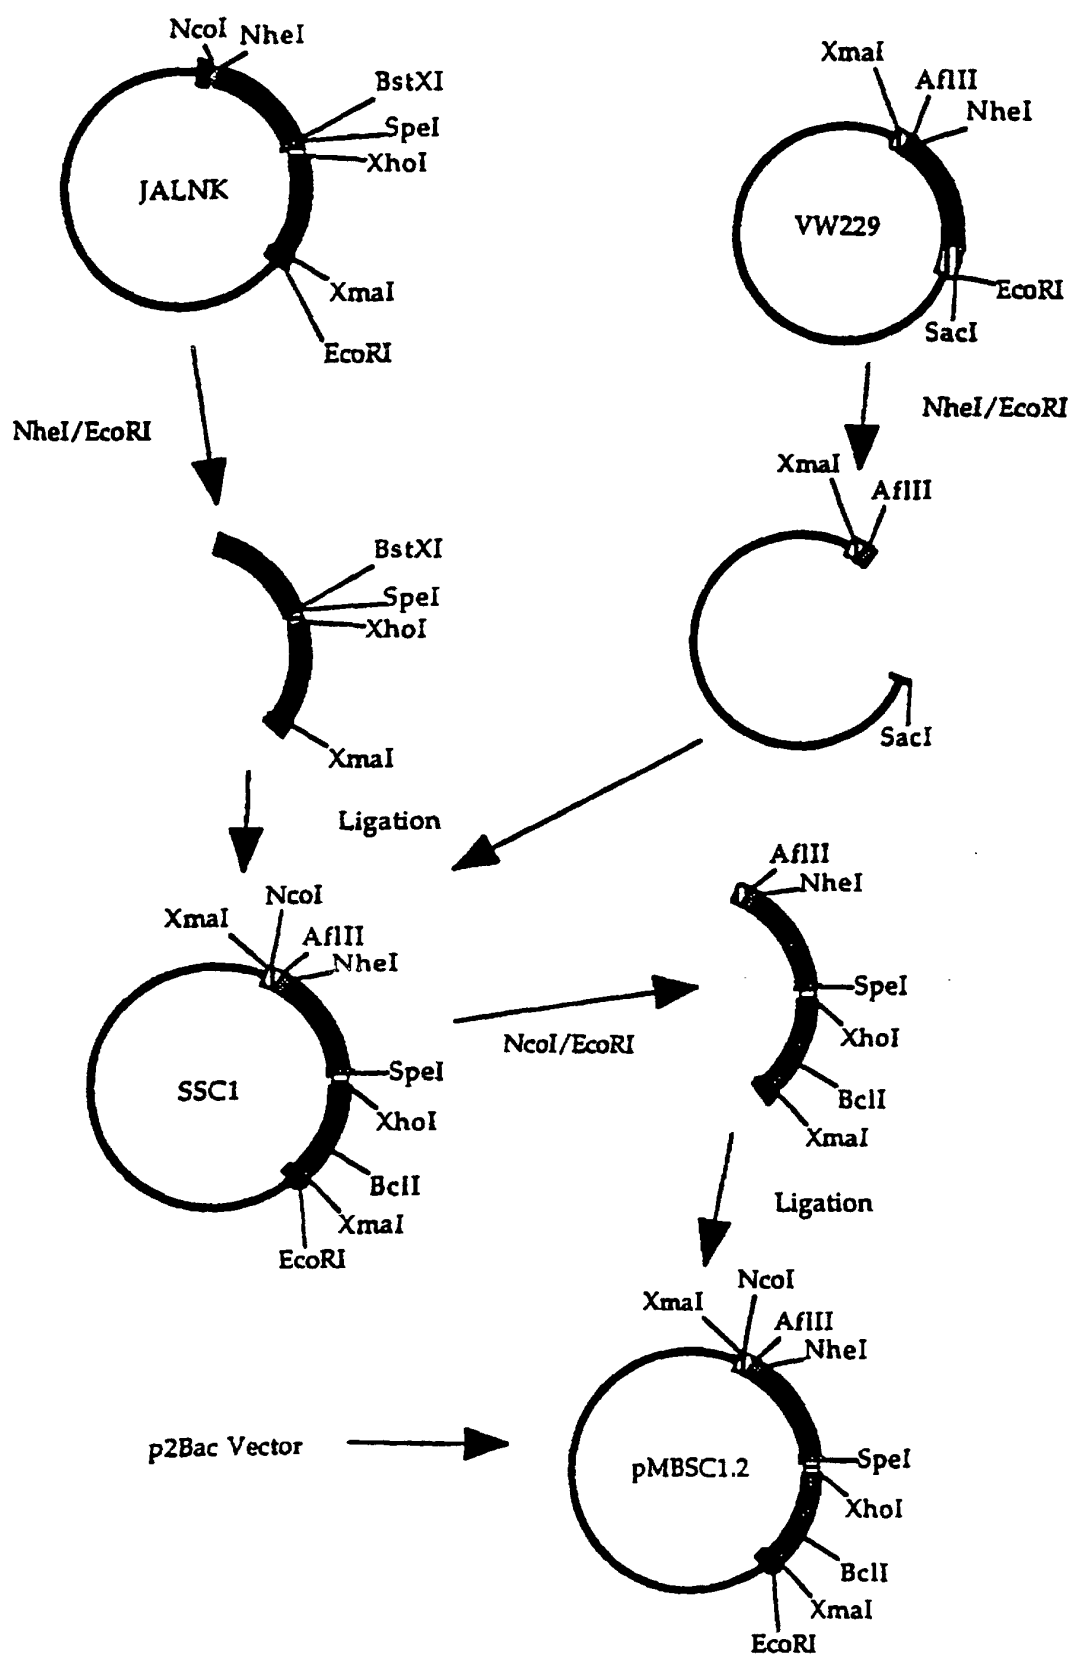 NcoI
NheI
BstXI
SpeI
XhoI
JALNK
XmaI
EcoRI
XmaI
AflII
NheI
VW229
EcoRI
SacI
NheI/EcoRI
NheI/EcoRI
BstXI
SpeI
XhoI
XmaI
XmaI
AflII
SacI
Ligation
NcoI
XmaI
AflII
NheI
SSC1
SpeI
XhoI
BclI
XmaI
EcoRI
NcoI/EcoRI
AflII
NheI
SpeI
XhoI
BclI
XmaI
Ligation
p2Bac Vector
NcoI
XmaI
AflII
NheI
pMBSC1.2
SpeI
XhoI
BclI
XmaI
EcoRI